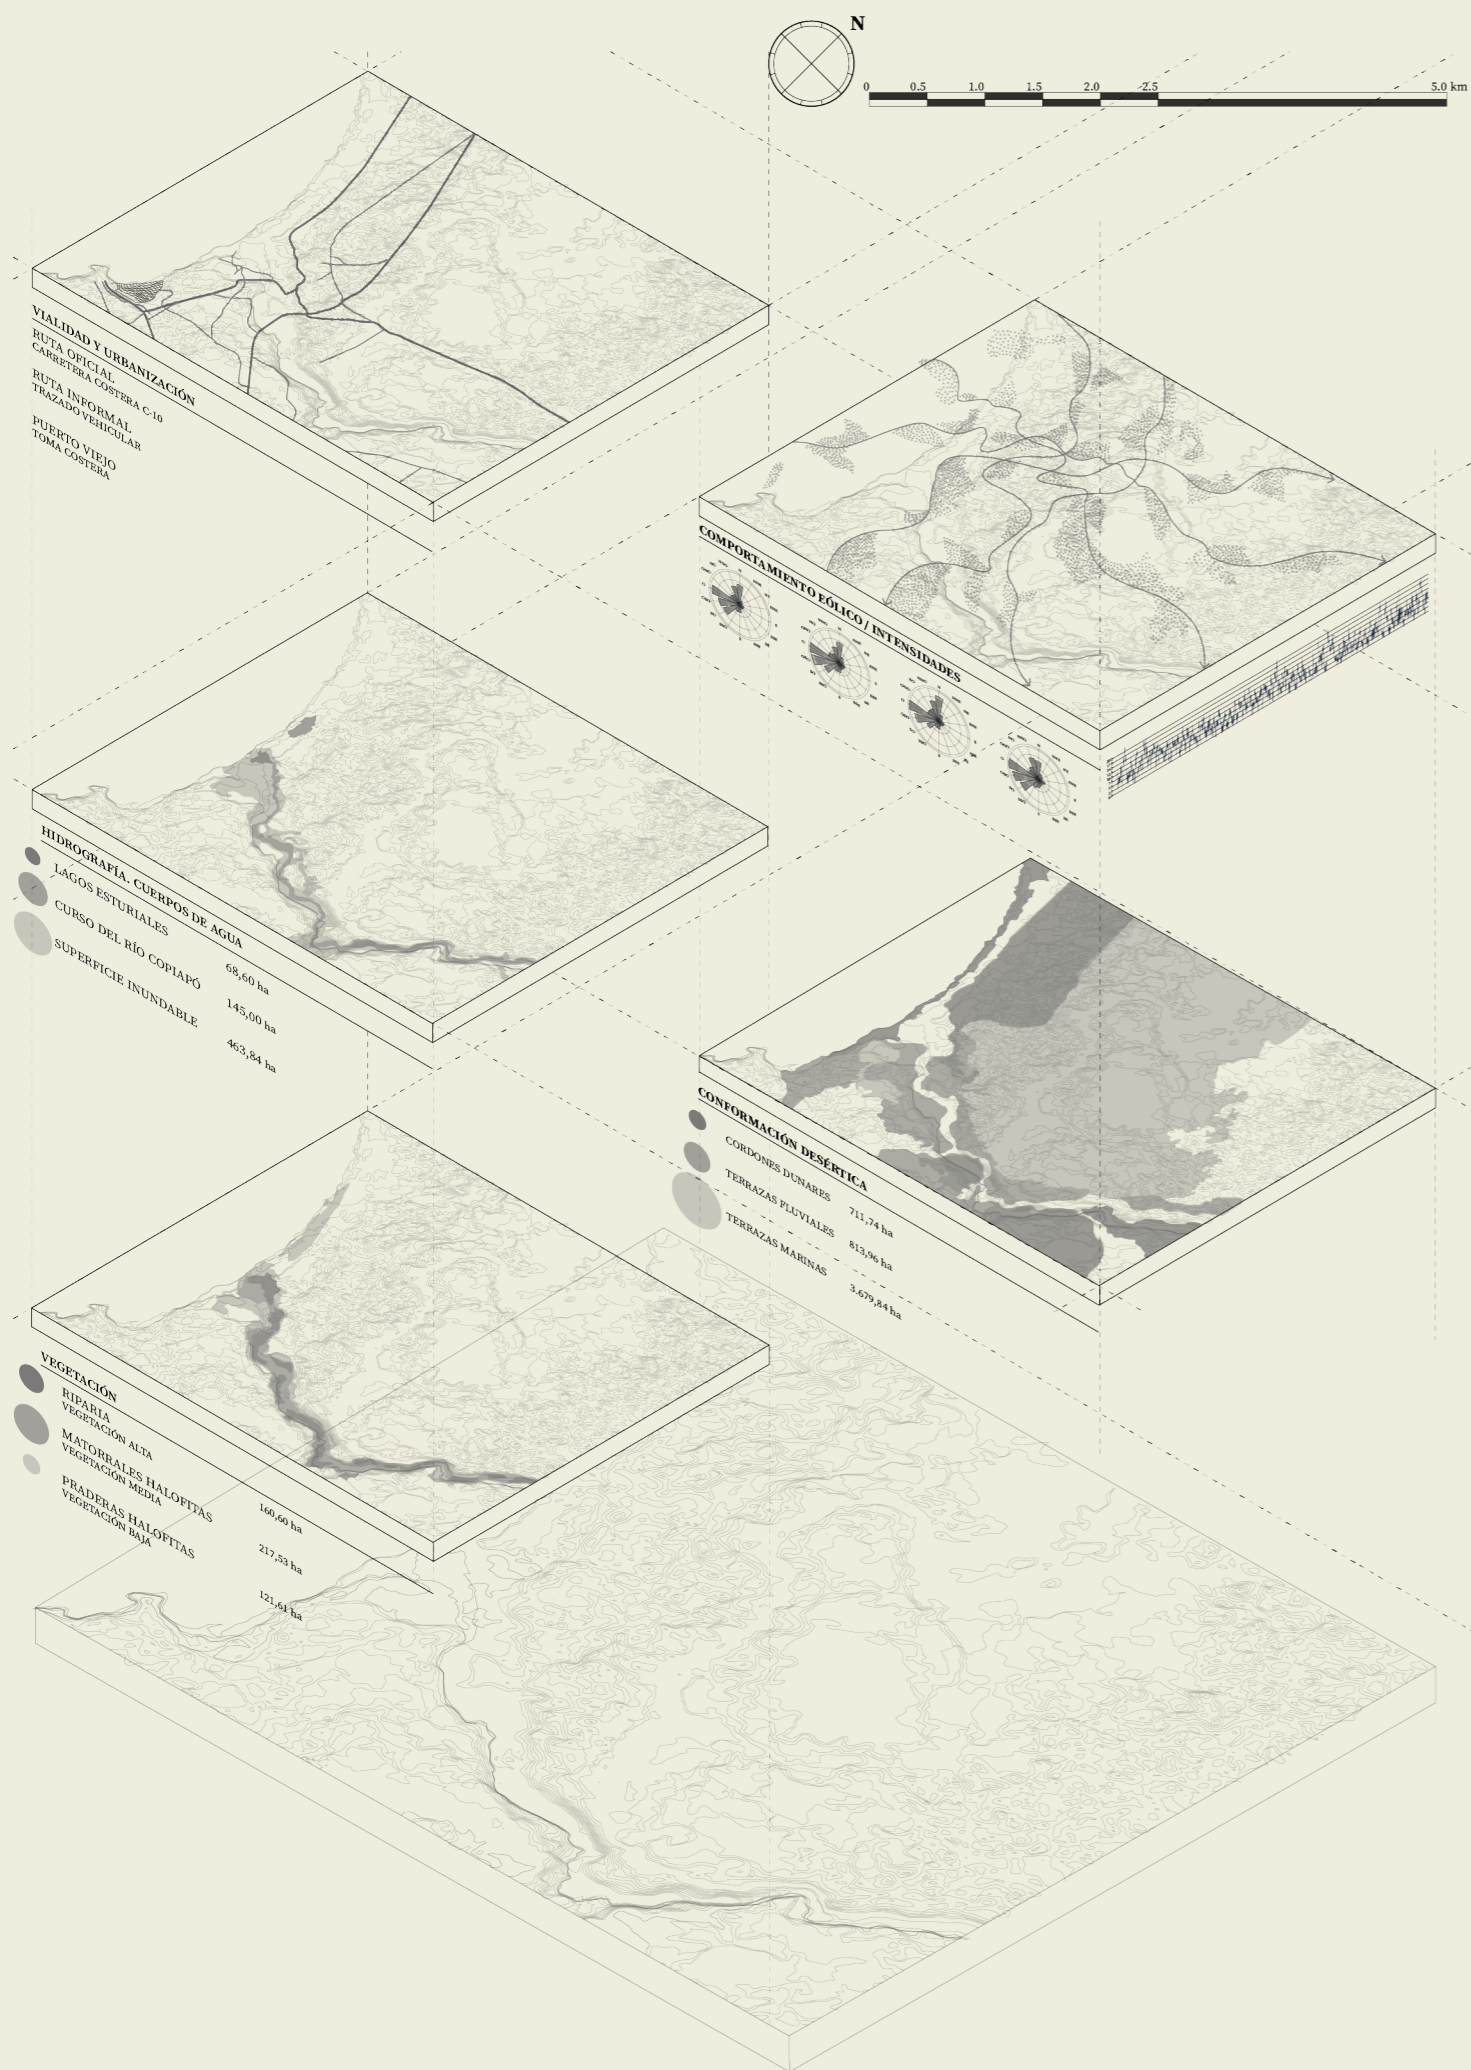 N
0 0.5 1.0 1.5 2.0 2.5 5.0 km
VIALIDAD Y URBANIZACIÓN
RUTA OFICIAL
CARRETERA COSTERA C-10
RUTA INFORMAL
TRAZADO VEHICULAR
PUERTO VIEJO
TOMA COSTERA
COMPORTAMIENTO EÓLICO / INTENSIDADES
HIDROGRAFÍA. CUERPOS DE AGUA
LAGOS ESTURIALES
68,60 ha
CURSO DEL RÍO COPIAPÓ
145,00 ha
SUPERFICIE INUNDABLE
463,84 ha
CONFORMACIÓN DESÉRTICA
CORDONES DUNARES
711,74 ha
TERRAZAS FLUVIALES
813,96 ha
TERRAZAS MARINAS
3.679,84 ha
VEGETACIÓN
RIPARIA
VEGETACIÓN ALTA
160,60 ha
MATORRALES HALOFITAS
VEGETACIÓN MEDIA
217,53 ha
PRADERAS HALOFITAS
VEGETACIÓN BAJA
121,61 ha